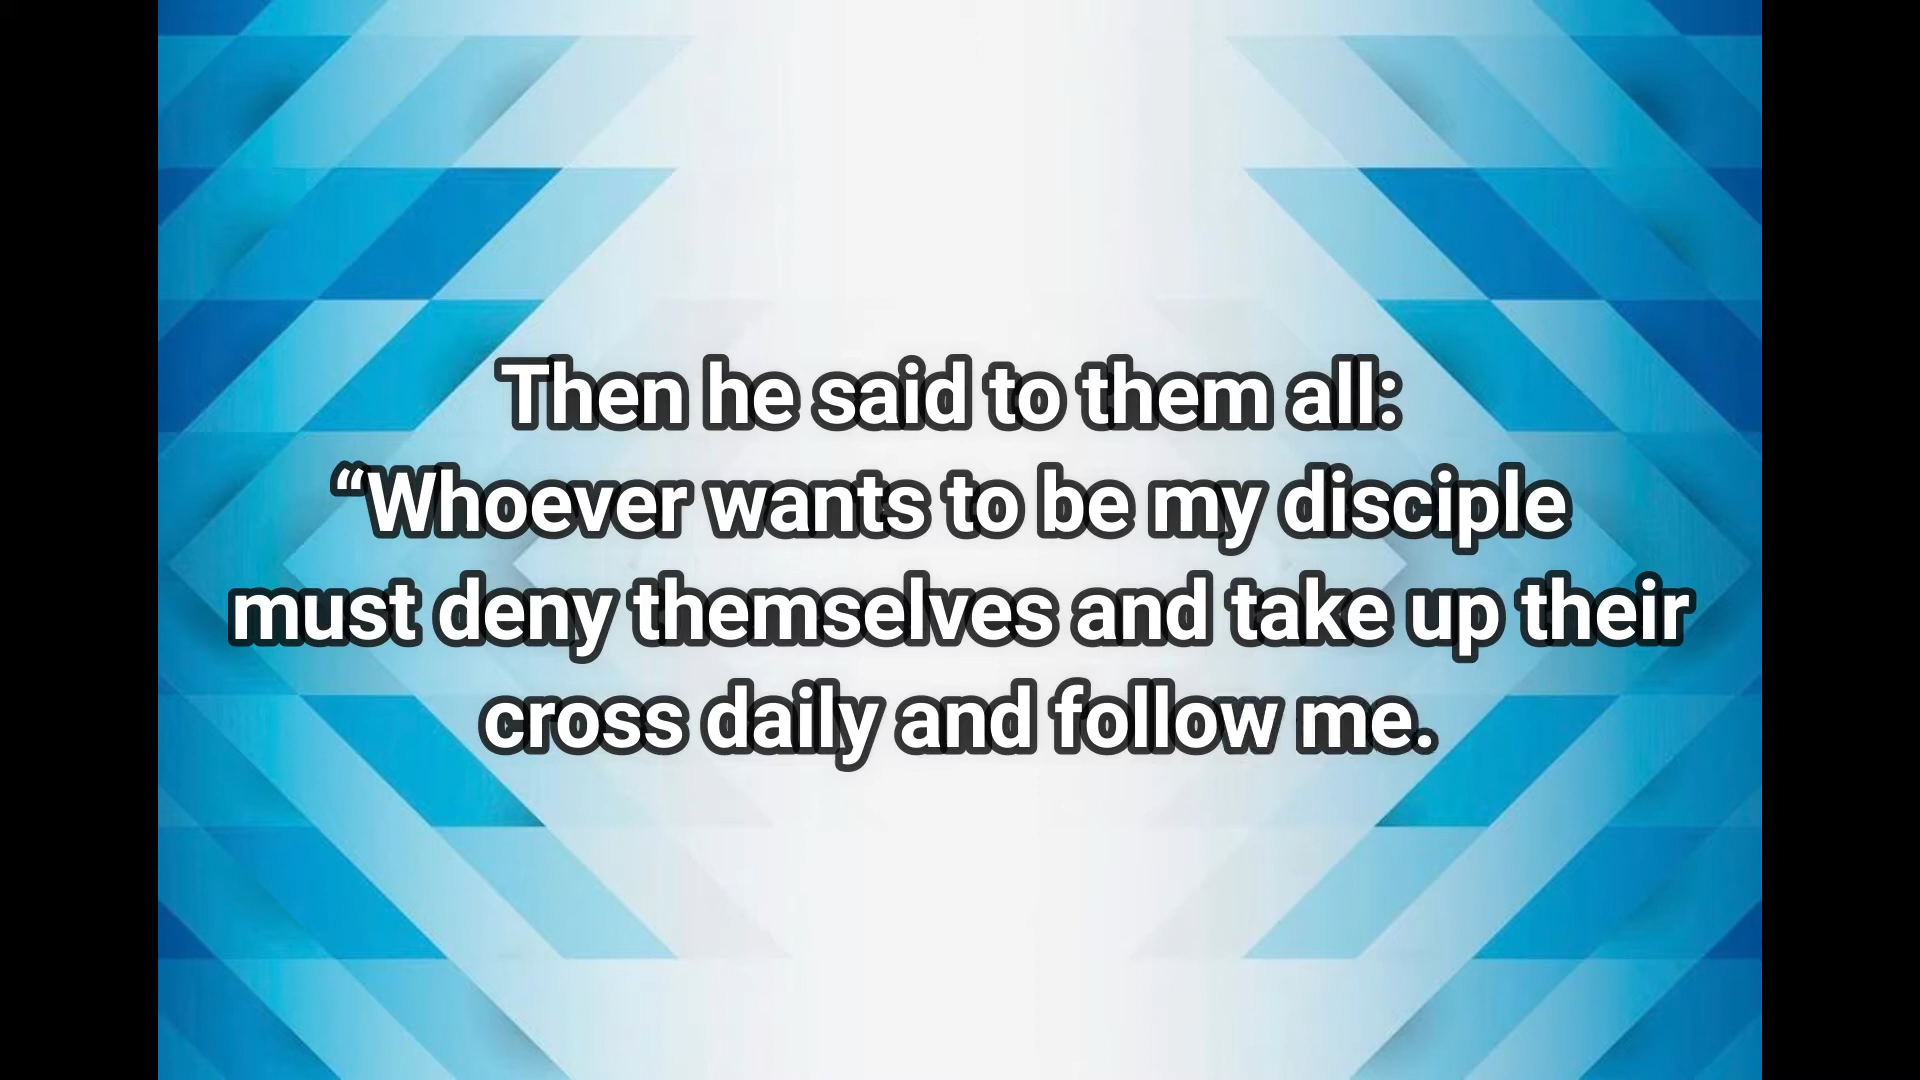 Then he said to them all:
“Whoever wants to be my disciple
must deny themselves and take up their
cross daily and follow me.